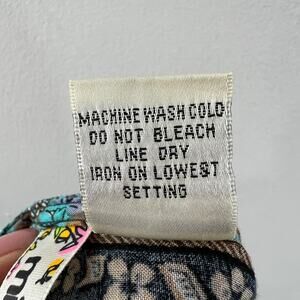 MACHINE WASH COLD
DO NOT BLEACH
LINE DRY
IRON ON LOWEST
SETTING